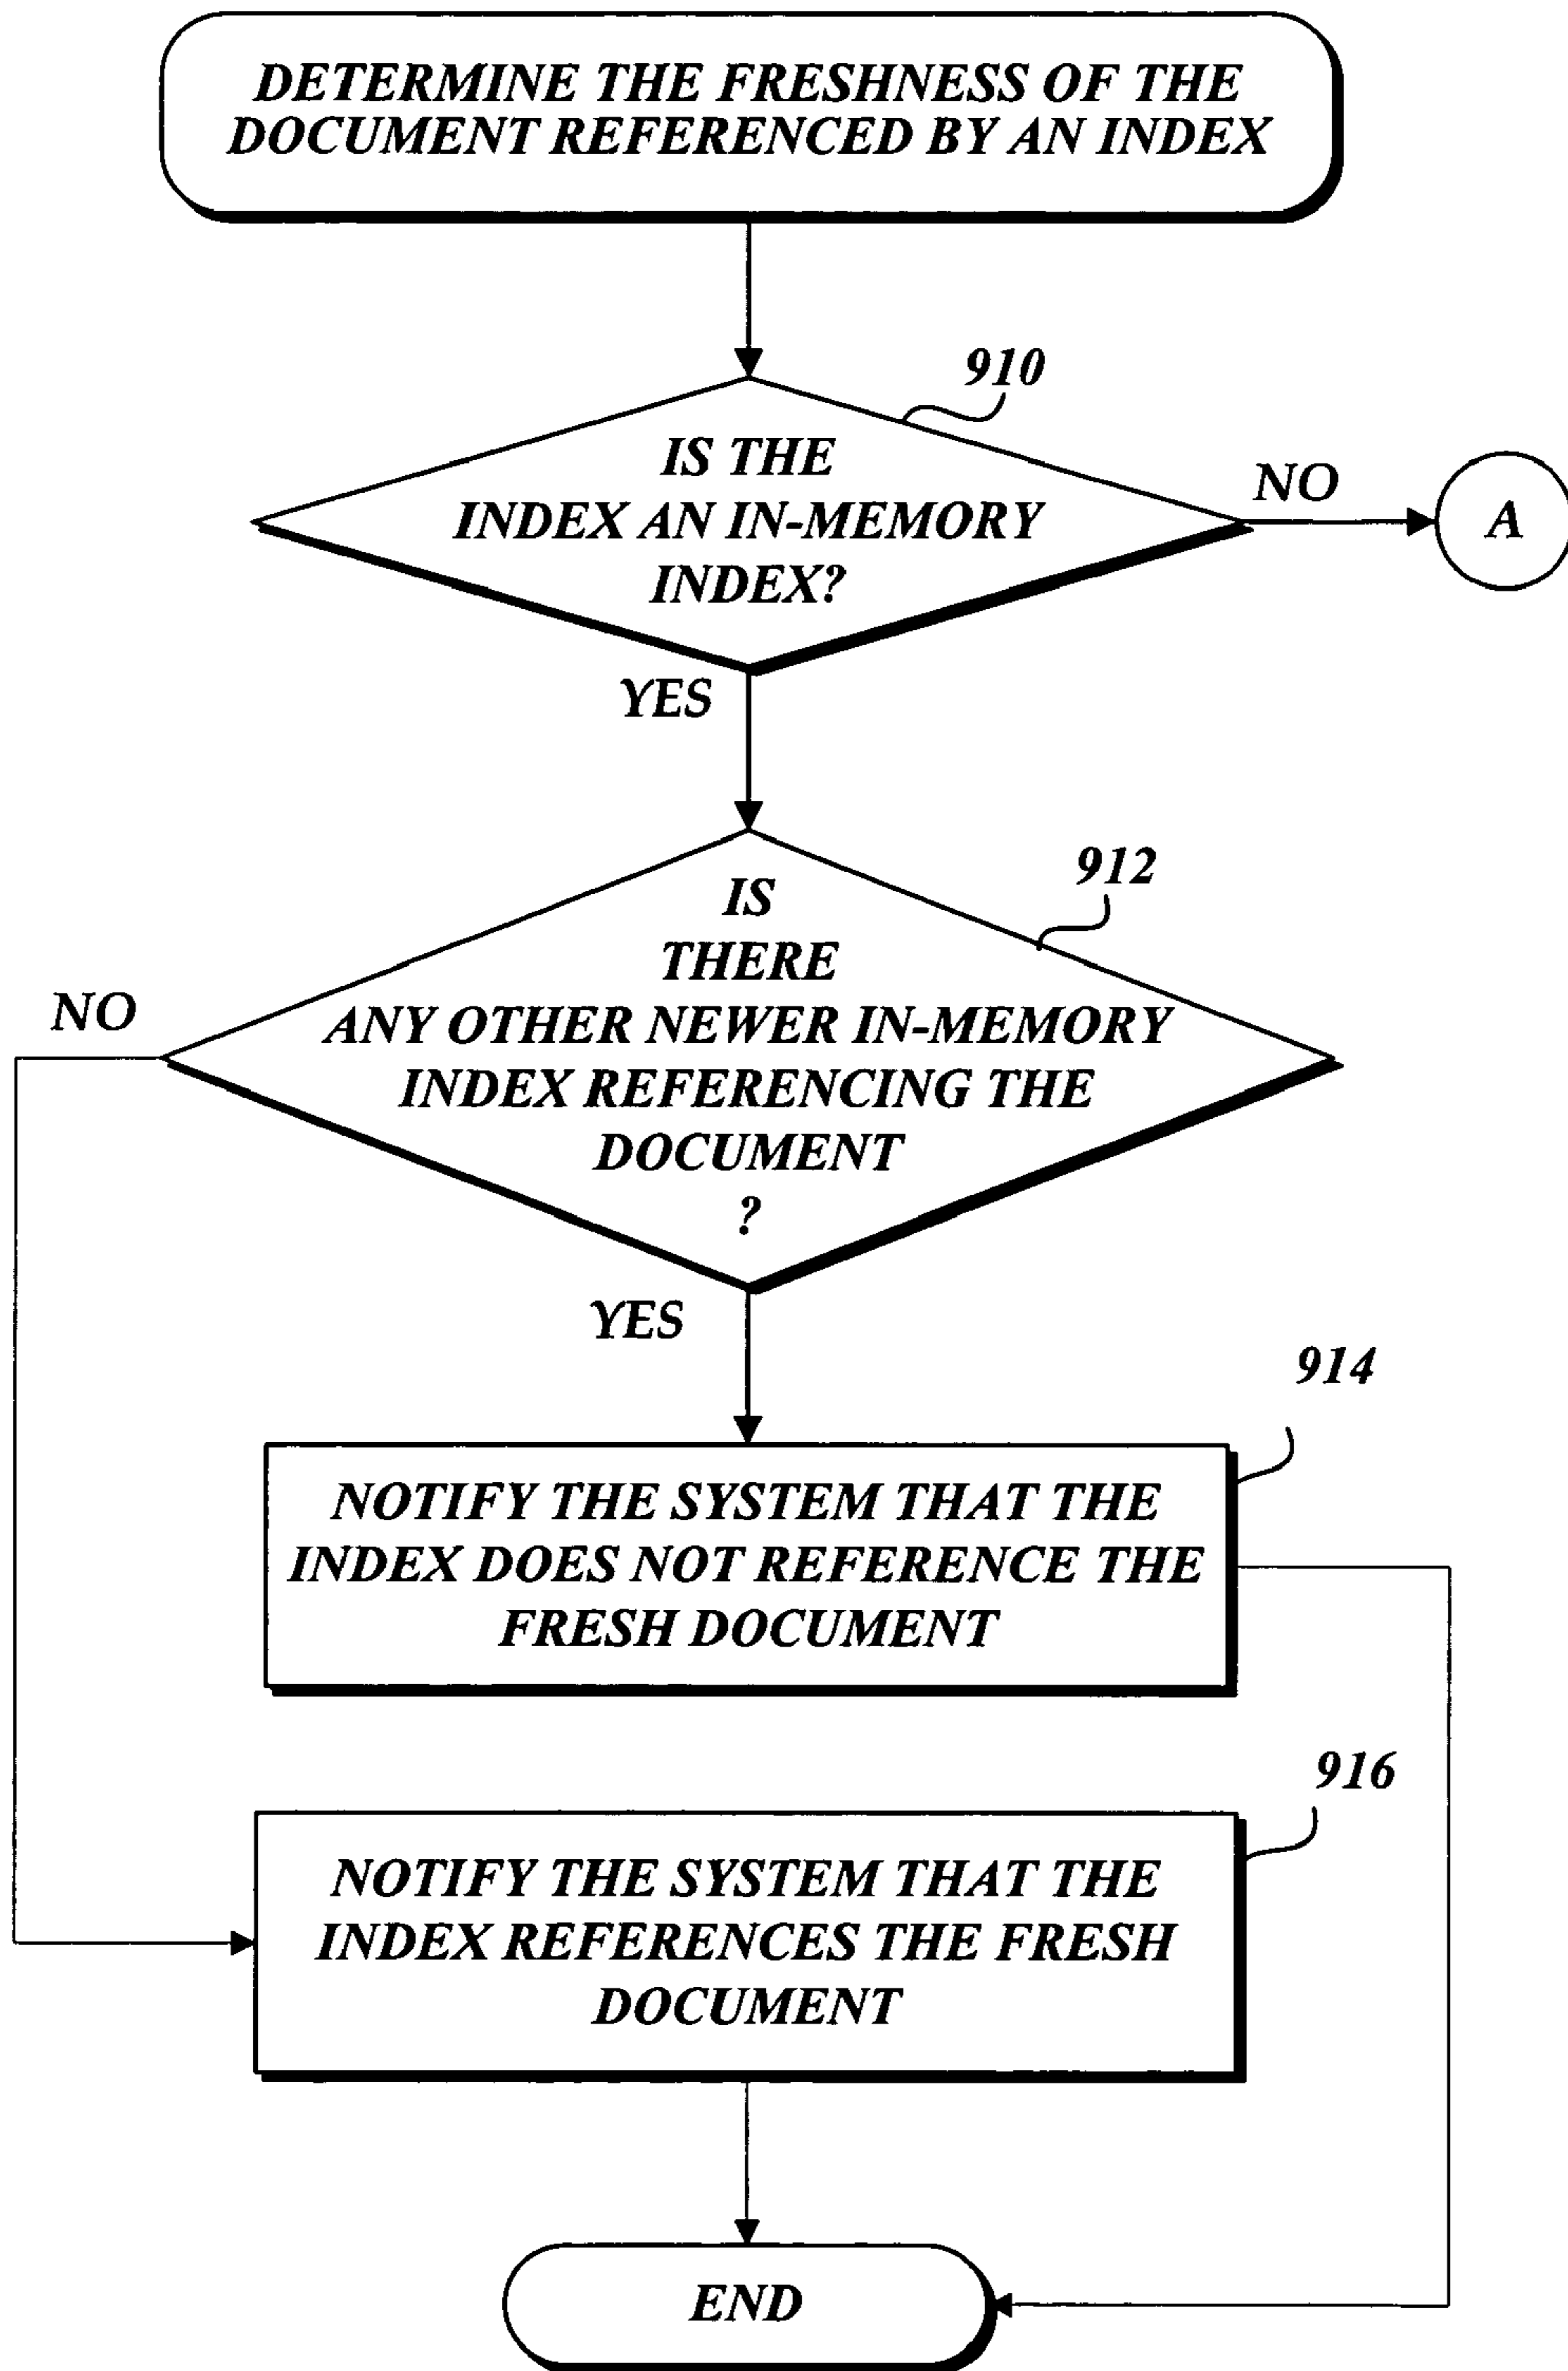 DETERMINE THE FRESHNESS OF THE
DOCUMENT REFERENCED BY AN INDEX
910
IS THE
INDEX AN IN-MEMORY
INDEX?
NO
A
YES
912
IS
THERE
ANY OTHER NEWER IN-MEMORY
INDEX REFERENCING THE
DOCUMENT
?
NO
YES
914
NOTIFY THE SYSTEM THAT THE
INDEX DOES NOT REFERENCE THE
FRESH DOCUMENT
916
NOTIFY THE SYSTEM THAT THE
INDEX REFERENCES THE FRESH
DOCUMENT
END